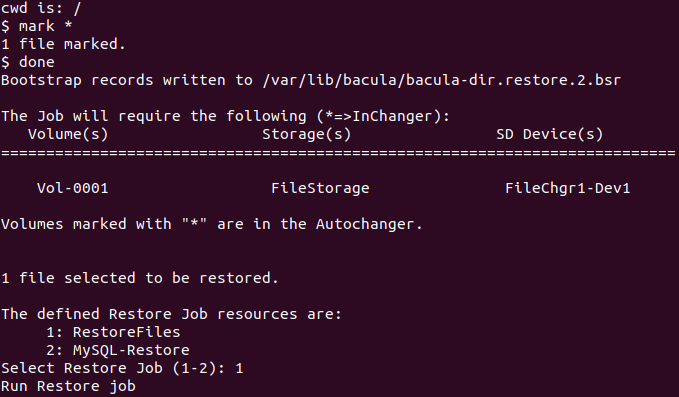 cwd is: /
$ mark *
1 file marked.
$ done
Bootstrap records written to /var/lib/bacula/bacula-dir.restore.2.bsr
The Job will require the following (*=>InChanger):
Volume(s) Storage(s) SD Device(s)
===========================================================================
Vol-0001 FileStorage FileChgr1-Dev1
Volumes marked with "*" are in the Autochanger.
1 file selected to be restored.
The defined Restore Job resources are:
1: RestoreFiles
2: MySQL-Restore
Select Restore Job (1-2): 1
Run Restore job